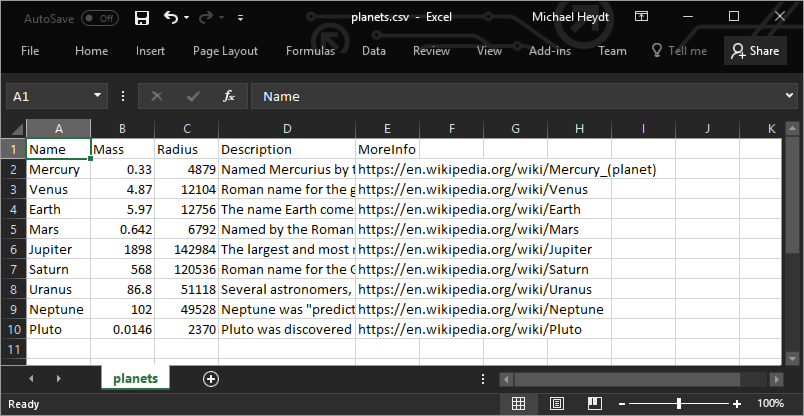 AutoSave Off planets.csv - Excel Michael Heydt
File Home Insert Page Layout Formulas Data Review View Add-ins Team Tell me Share
A1 fx Name
A B C D E F G H I J K
1 Name Mass Radius Description MoreInfo
2 Mercury 0.33 4879 Named Mercurius by t https://en.wikipedia.org/wiki/Mercury_(planet)
3 Venus 4.87 12104 Roman name for the g https://en.wikipedia.org/wiki/Venus
4 Earth 5.97 12756 The name Earth come https://en.wikipedia.org/wiki/Earth
5 Mars 0.642 6792 Named by the Roman https://en.wikipedia.org/wiki/Mars
6 Jupiter 1898 142984 The largest and most r https://en.wikipedia.org/wiki/Jupiter
7 Saturn 568 120536 Roman name for the G https://en.wikipedia.org/wiki/Saturn
8 Uranus 86.8 51118 Several astronomers, https://en.wikipedia.org/wiki/Uranus
9 Neptune 102 49528 Neptune was "predict https://en.wikipedia.org/wiki/Neptune
10 Pluto 0.0146 2370 Pluto was discovered https://en.wikipedia.org/wiki/Pluto
11
planets
Ready 100%